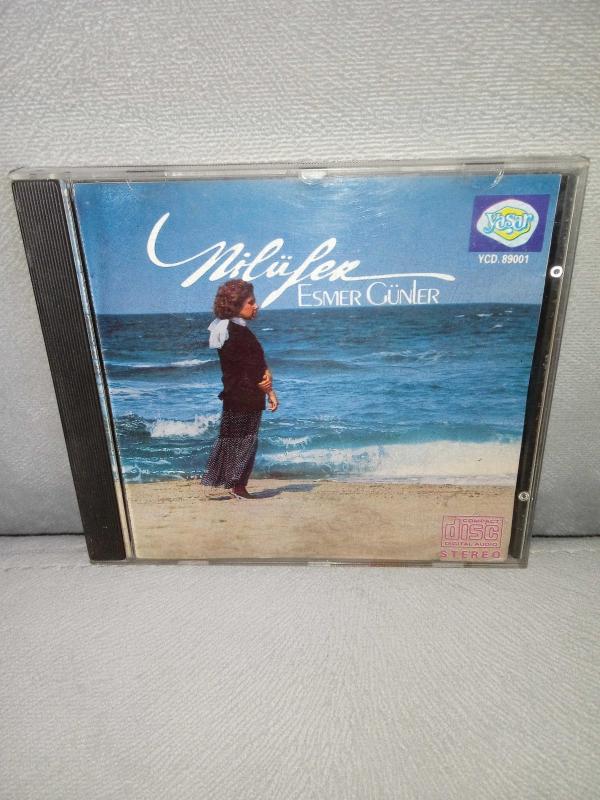 Nilüfer
ESMER GÜNLER
yaşar
YCD. 89001
COMPACT
disc
DIGITAL AUDIO
STEREO